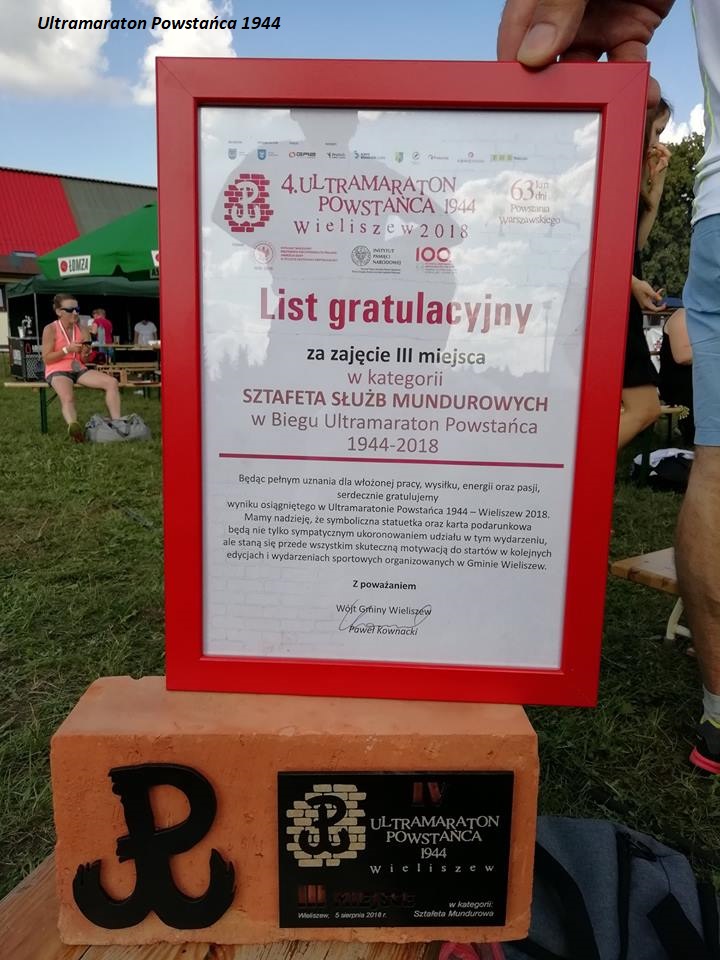 Ultramaraton Powstańca 1944
4. ULTRAMARATON
POWSTAŃCA 1944
Wieliszew 2018
63 dni
Powstania
Warszawskiego
INSTYTUT
PAMIĘCI
NARODOWEJ
100
List gratulacyjny
za zajęcie III miejsca
w kategorii
SZTAFETA SŁUŻB MUNDUROWYCH
w Biegu Ultramaraton Powstańca
1944-2018
Będąc pełnym uznania dla włożonej pracy, wysiłku, energii oraz pasji,
serdecznie gratulujemy
wyniku osiągniętego w Ultramaratonie Powstańca 1944 – Wieliszew 2018.
Mamy nadzieję, że symboliczna statuetka oraz karta podarunkowa
będą nie tylko sympatycznym ukoronowaniem udziału w tym wydarzeniu,
ale staną się przede wszystkim skuteczną motywacją do startów w kolejnych
edycjach i wydarzeniach sportowych organizowanych w Gminie Wieliszew.
Z poważaniem
Wójt Gminy Wieliszew
Paweł Kownacki
ŁOMŻA
IV
ULTRAMARATON
POWSTAŃCA
1944
Wieliszew
III MIEJSCE
Wieliszew, 5 sierpnia 2018 r.
w kategorii:
Sztafeta Mundurowa